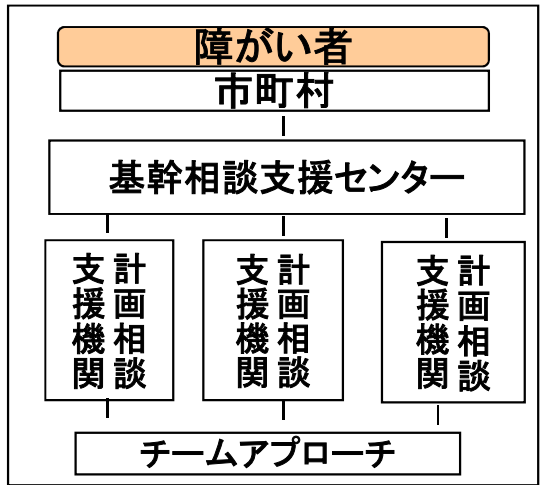 障がい者
市町村
基幹相談支援センター
計画相談
支援機関
計画相談
支援機関
計画相談
支援機関
チームアプローチ